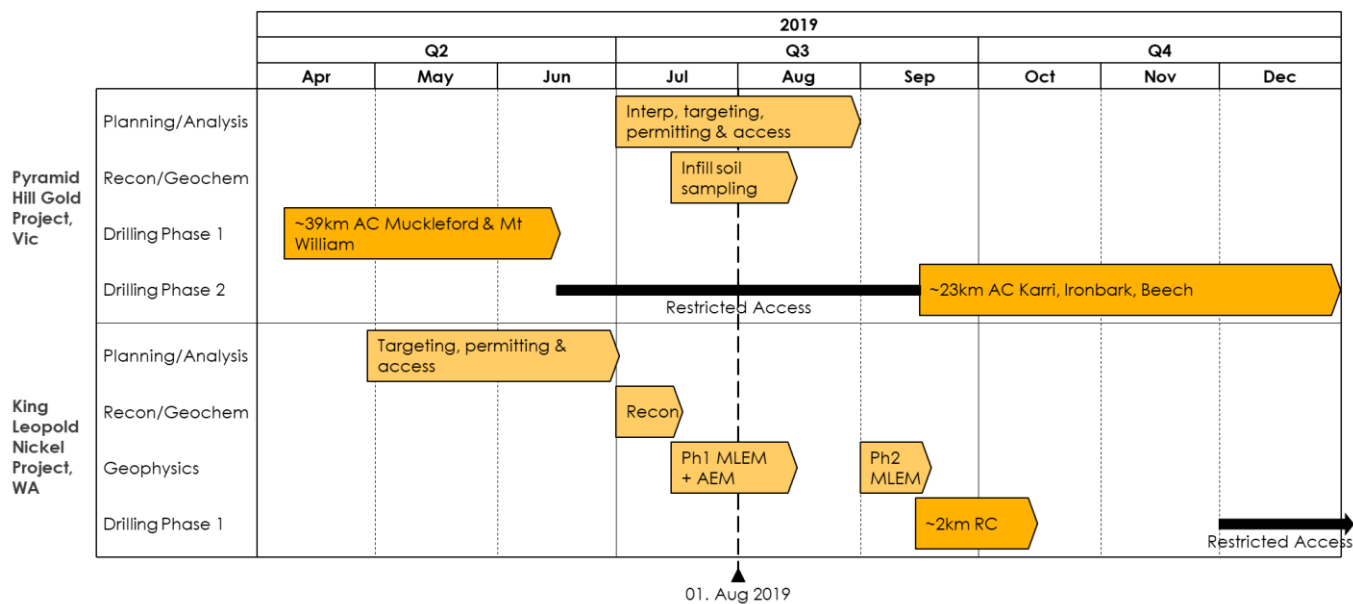 2019
Q2 Q3 Q4
Apr May Jun Jul Aug Sep Oct Nov Dec
Pyramid
Hill Gold
Project,
Vic
Planning/Analysis
Interp, targeting,
permitting & access
Recon/Geochem
Infill soil
sampling
Drilling Phase 1
~39km AC Muckleford & Mt
William
Drilling Phase 2
Restricted Access
~23km AC Karri, Ironbark, Beech
King
Leopold
Nickel
Project,
WA
Planning/Analysis
Targeting, permitting &
access
Recon/Geochem
Recon
Geophysics
Ph1 MLEM
+ AEM
Ph2
MLEM
Drilling Phase 1
~2km RC
Restricted Access
01. Aug 2019